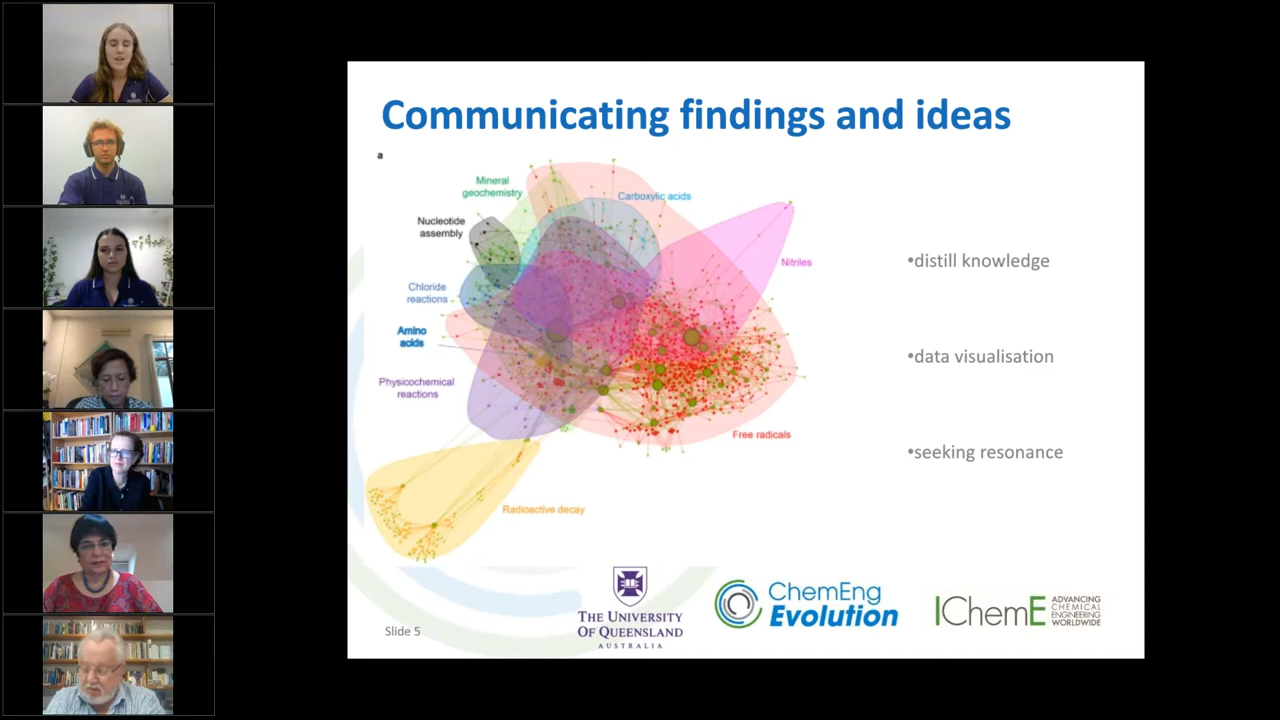 Communicating findings and ideas
a
Mineral
geochemistry
Carboxylic acids
Nucleotide
assembly
Nitriles
Chloride
reactions
Amino
acids
Physicochemical
reactions
Free radicals
Radioactive decay
•distill knowledge
•data visualisation
•seeking resonance
Slide 5
THE UNIVERSITY
OF QUEENSLAND
AUSTRALIA
ChemEng
Evolution
IChemE
ADVANCING
CHEMICAL
ENGINEERING
WORLDWIDE